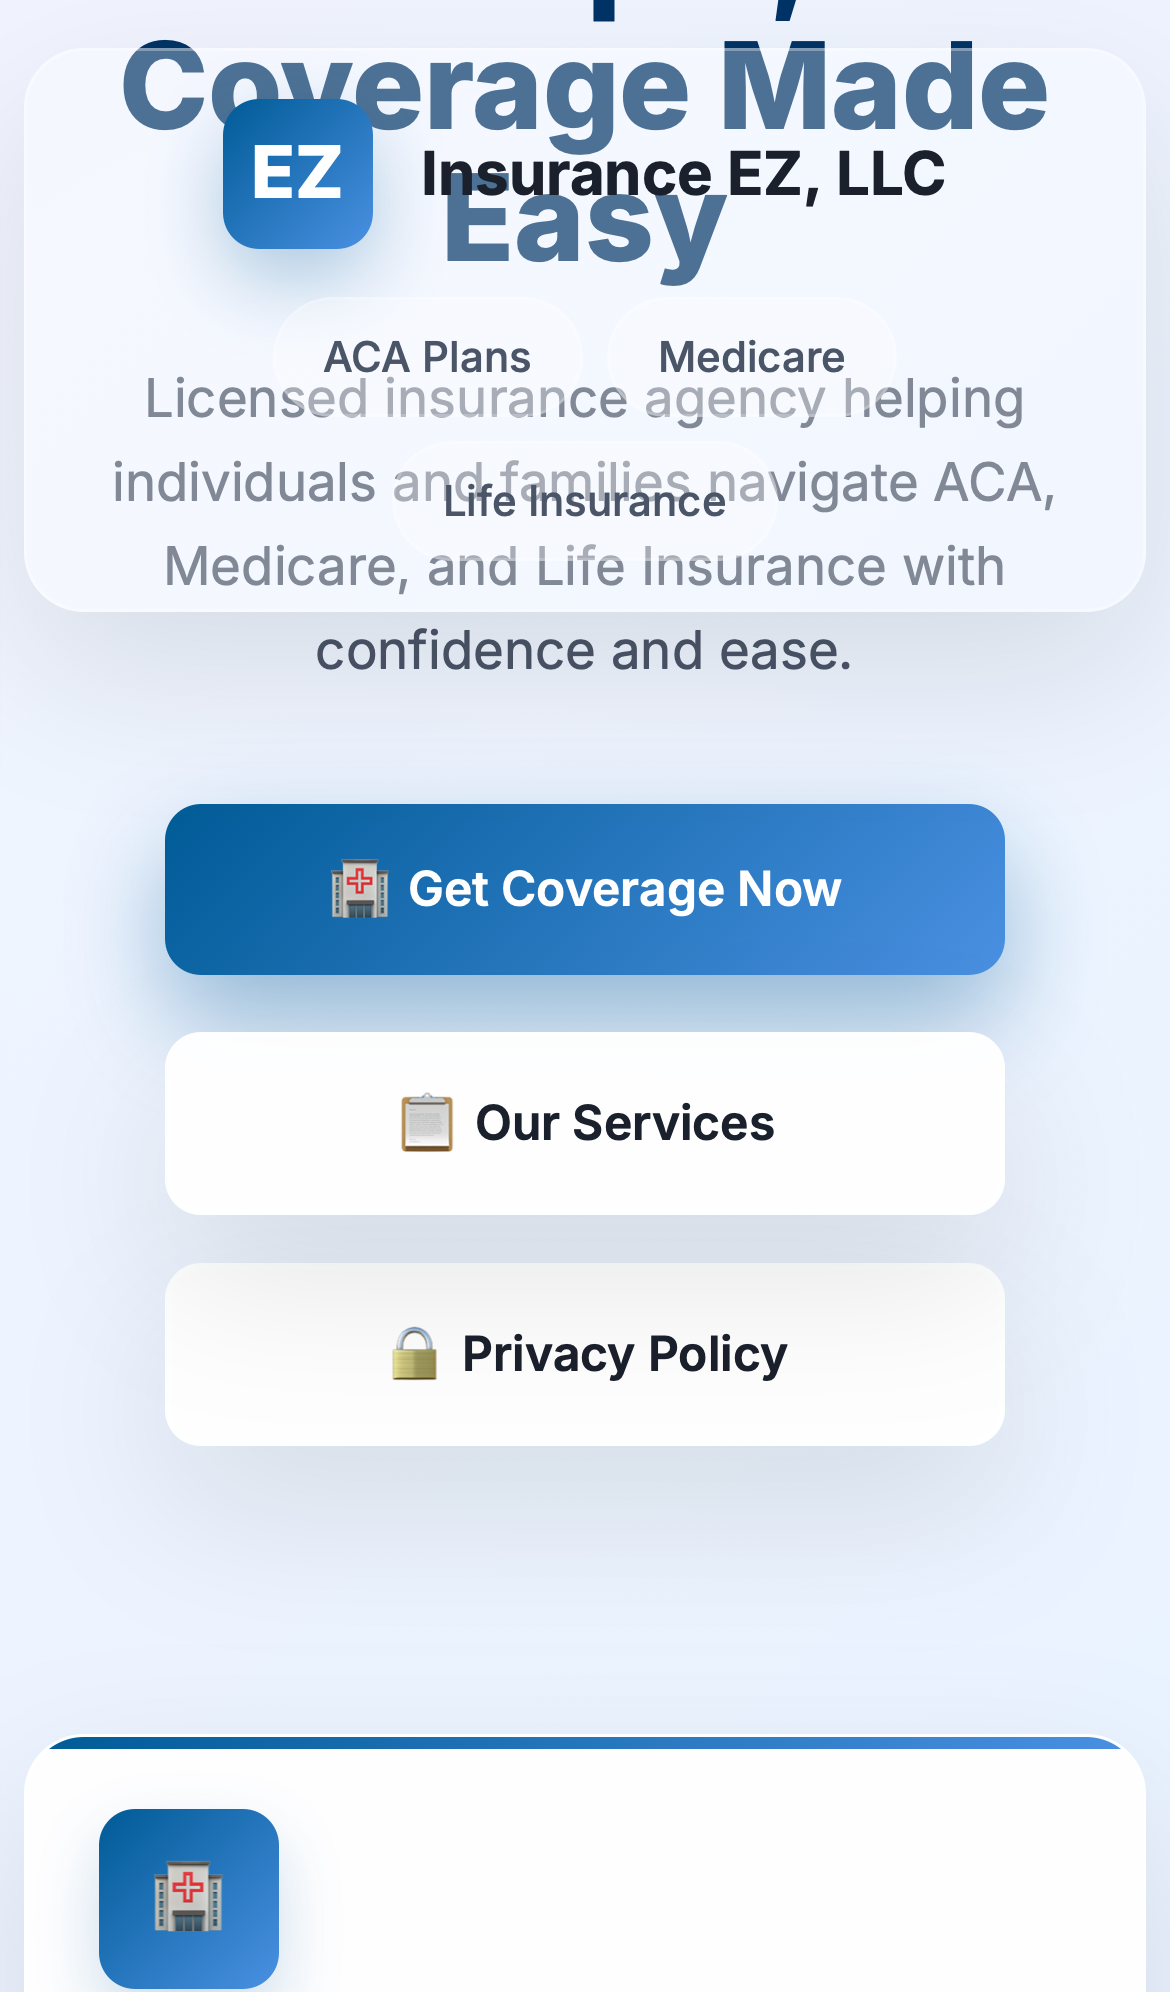 Coverage Made
EZ
Insurance EZ, LLC
Easy
ACA Plans
Medicare
Licensed insurance agency helping
individuals and families navigate ACA,
Life Insurance
Medicare, and Life Insurance with
confidence and ease.
🏥 Get Coverage Now
📋 Our Services
🔒 Privacy Policy